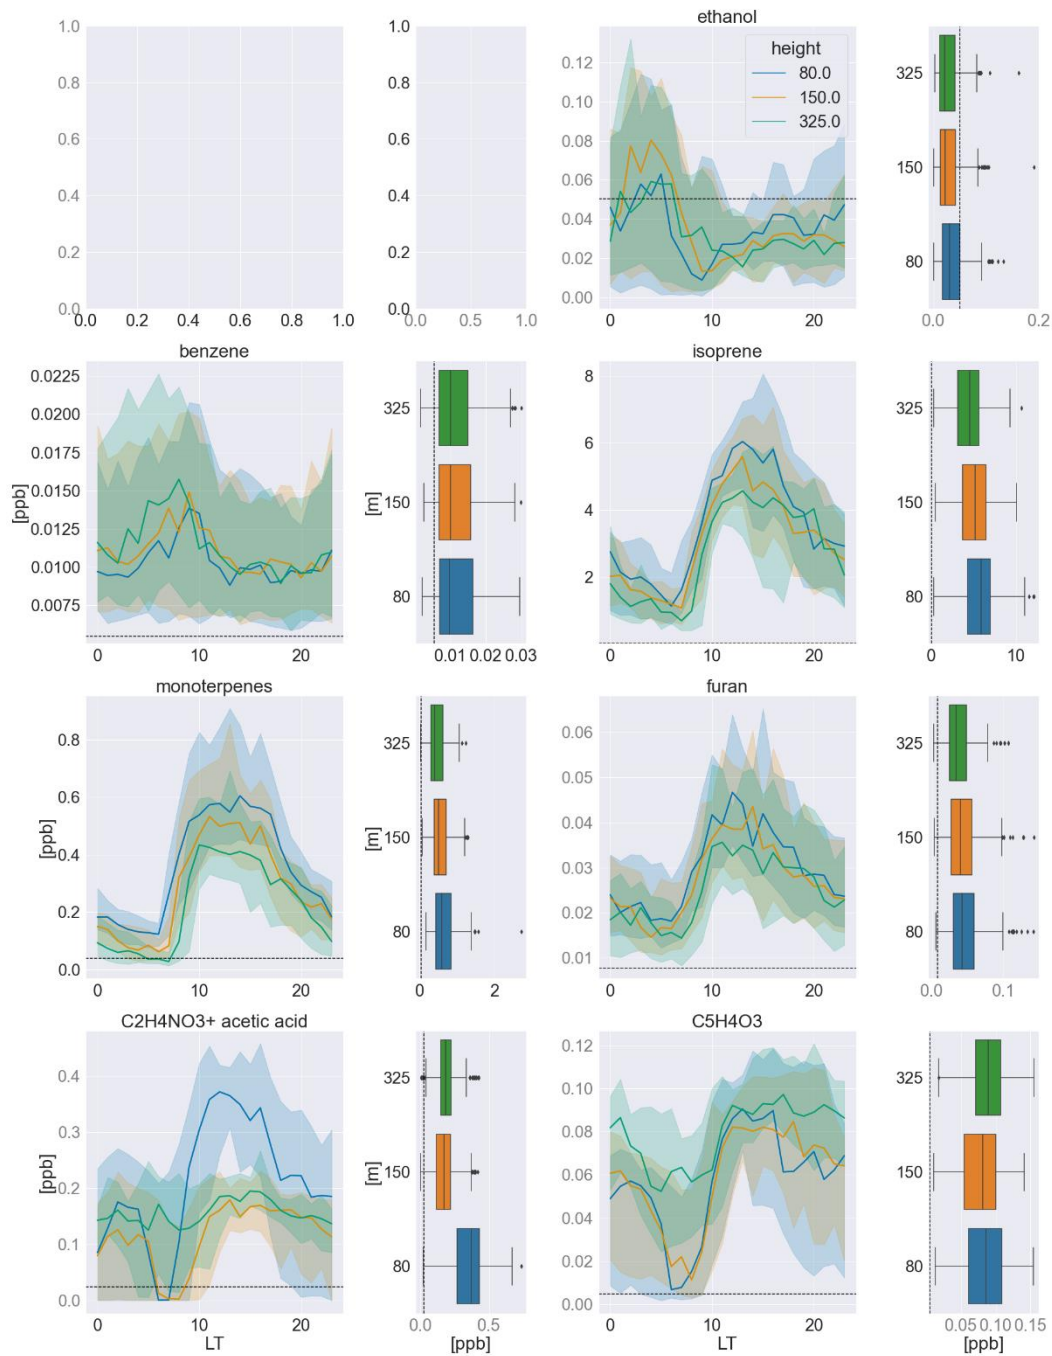 ethanol
1.0
0.8
0.6
0.4
0.2
0.0
0.0 0.2 0.4 0.6 0.8 1.0
1.0
0.8
0.6
0.4
0.2
0.0
0.0 0.5 1.0
0.12
0.10
0.08
0.06
0.04
0.02
0.00
0 10 20
height
80.0
150.0
325.0
325
150
80
0.0 0.2
benzene
[ppb]
0.0225
0.0200
0.0175
0.0150
0.0125
0.0100
0.0075
0 10 20
[m]
325
150
80
0.01 0.02 0.03
isoprene
8
6
4
2
0 10 20
325
150
80
0 10
monoterpenes
[ppb]
0.8
0.6
0.4
0.2
0.0
0 10 20
[m]
325
150
80
0 2
furan
0.06
0.05
0.04
0.03
0.02
0.01
0 10 20
325
150
80
0.0 0.1
C2H4NO3+ acetic acid
[ppb]
0.4
0.3
0.2
0.1
0.0
0 10 20
LT
[m]
325
150
80
0.0 0.5
[ppb]
C5H4O3
0.12
0.10
0.08
0.06
0.04
0.02
0.00
0 10 20
LT
325
150
80
0.05 0.10 0.15
[ppb]